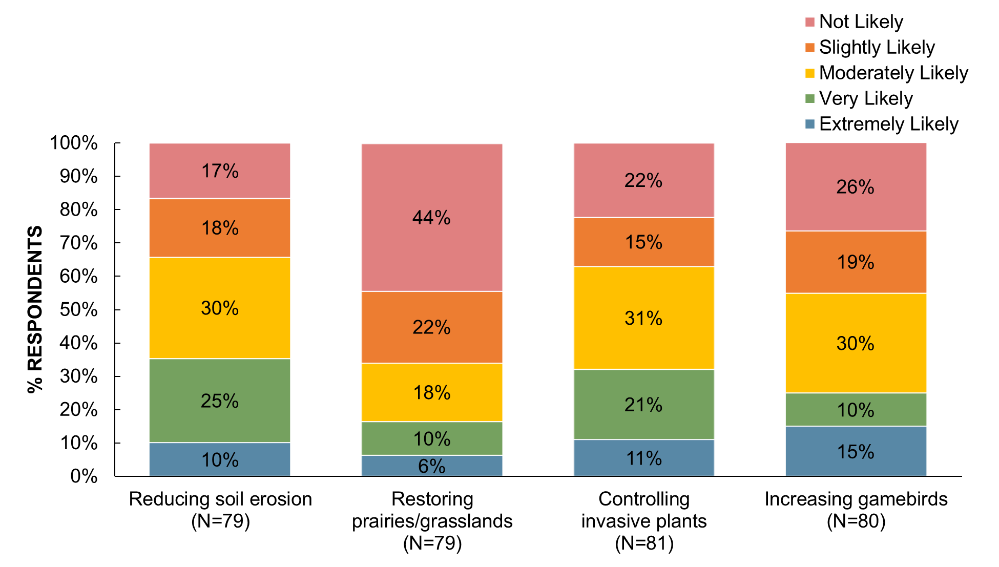 Not Likely
Slightly Likely
Moderately Likely
Very Likely
Extremely Likely
% RESPONDENTS
100%
90%
80%
70%
60%
50%
40%
30%
20%
10%
0%
17%
18%
30%
25%
10%
44%
22%
18%
10%
6%
22%
15%
31%
21%
11%
26%
19%
30%
10%
15%
Reducing soil erosion
(N=79)
Restoring
prairies/grasslands
(N=79)
Controlling
invasive plants
(N=81)
Increasing gamebirds
(N=80)